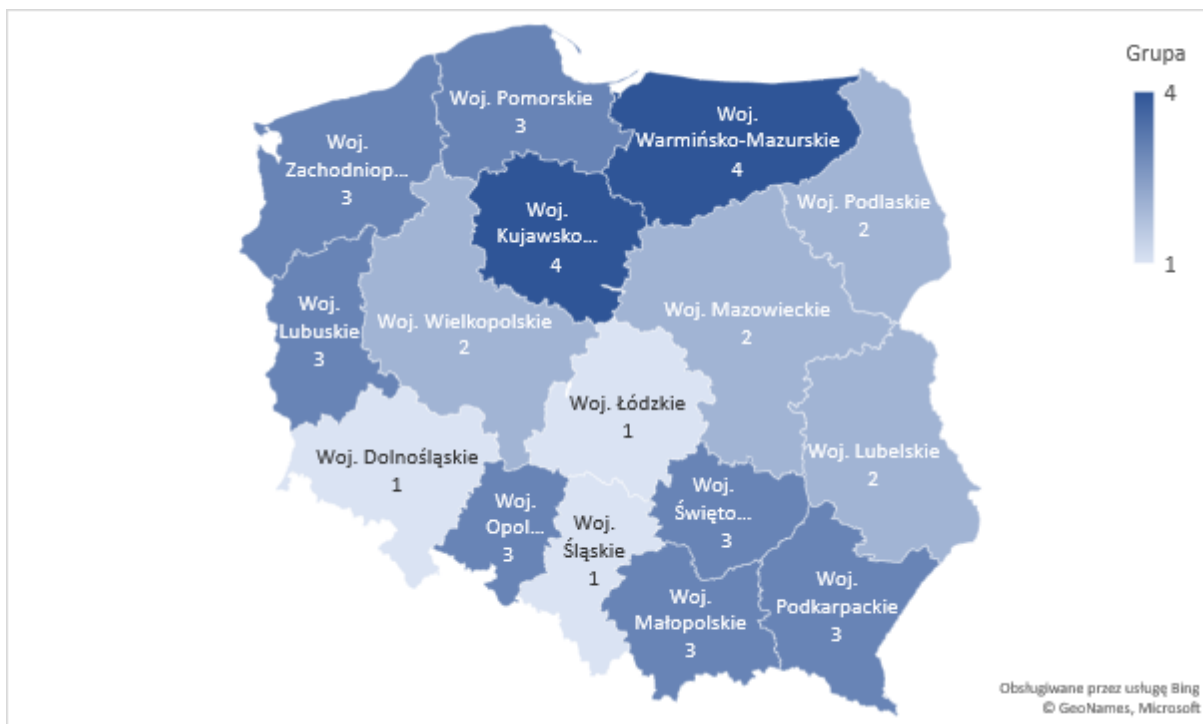 Grupa
4
1
Woj. Pomorskie
3
Woj.
Warmińsko-Mazurskie
4
Woj.
Zachodniop...
3
Woj. Podlaskie
2
Woj.
Kujawsko...
4
Woj. Mazowieckie
2
Woj.
Lubuskie
3
Woj. Wielkopolskie
2
Woj. Łódzkie
1
Woj. Dolnośląskie
1
Woj. Lubelskie
2
Woj.
Opol...
3
Woj.
Śląskie
1
Woj.
Święto...
3
Woj.
Małopolskie
3
Woj.
Podkarpackie
3
Obsługiwane przez usługę Bing
© GeoNames, Microsoft